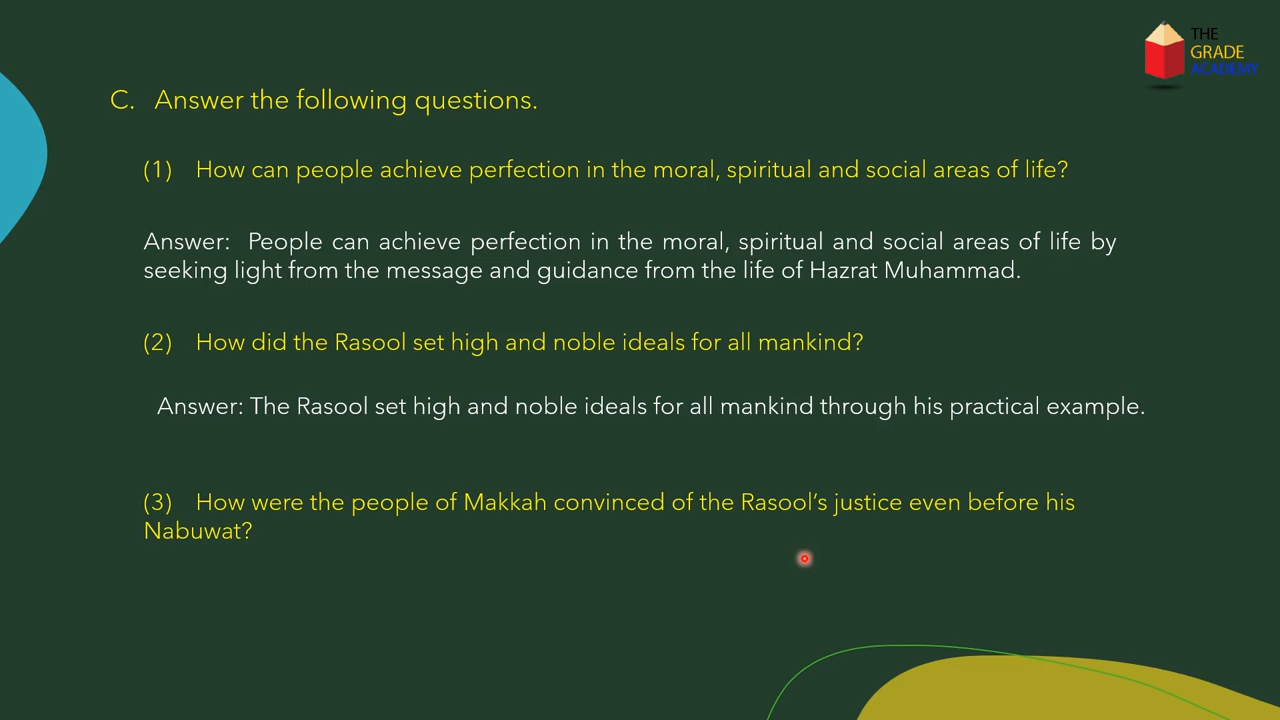 THE
GRADE
ACADEMY
C. Answer the following questions.
(1) How can people achieve perfection in the moral, spiritual and social areas of life?
Answer: People can achieve perfection in the moral, spiritual and social areas of life by
seeking light from the message and guidance from the life of Hazrat Muhammad.
(2) How did the Rasool set high and noble ideals for all mankind?
Answer: The Rasool set high and noble ideals for all mankind through his practical example.
(3) How were the people of Makkah convinced of the Rasool's justice even before his
Nabuwat?